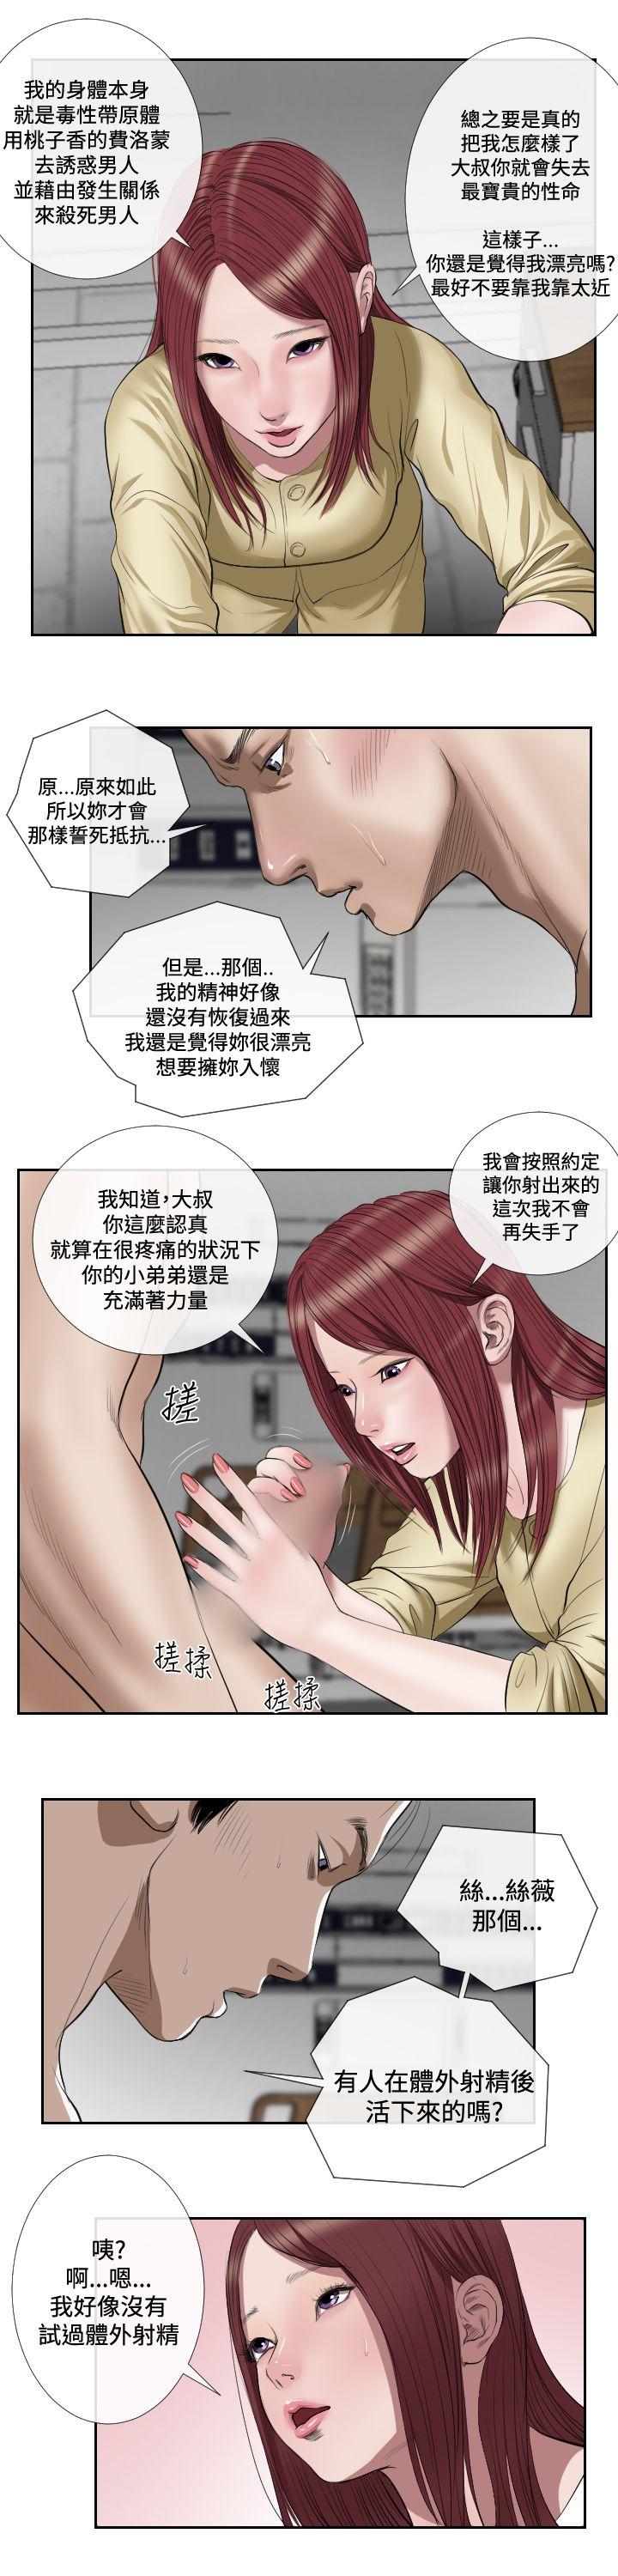 我的身體本身
就是毒性帶原體
用桃子香的費洛蒙
去誘惑男人
並藉由發生關係
來殺死男人
總之要是真的
把我怎麼樣了
大叔你就會失去
最寶貴的性命
這樣子...
你還是覺得我漂亮嗎?
最好不要靠我靠太近
原...原來如此
所以妳才會
那樣誓死抵抗...
但是...那個..
我的精神好像
還沒有恢復過來
我還是覺得妳很漂亮
想要擁妳入懷
我知道,大叔
你這麼認真
就算在很疼痛的狀況下
你的小弟弟還是
充滿著力量
我會按照約定
讓你射出來的
這次我不會
再失手了
搓
搓揉
搓揉
絲...絲薇
那個...
有人在體外射精後
活下來的嗎?
咦?
啊...嗯...
我好像沒有
試過體外射精